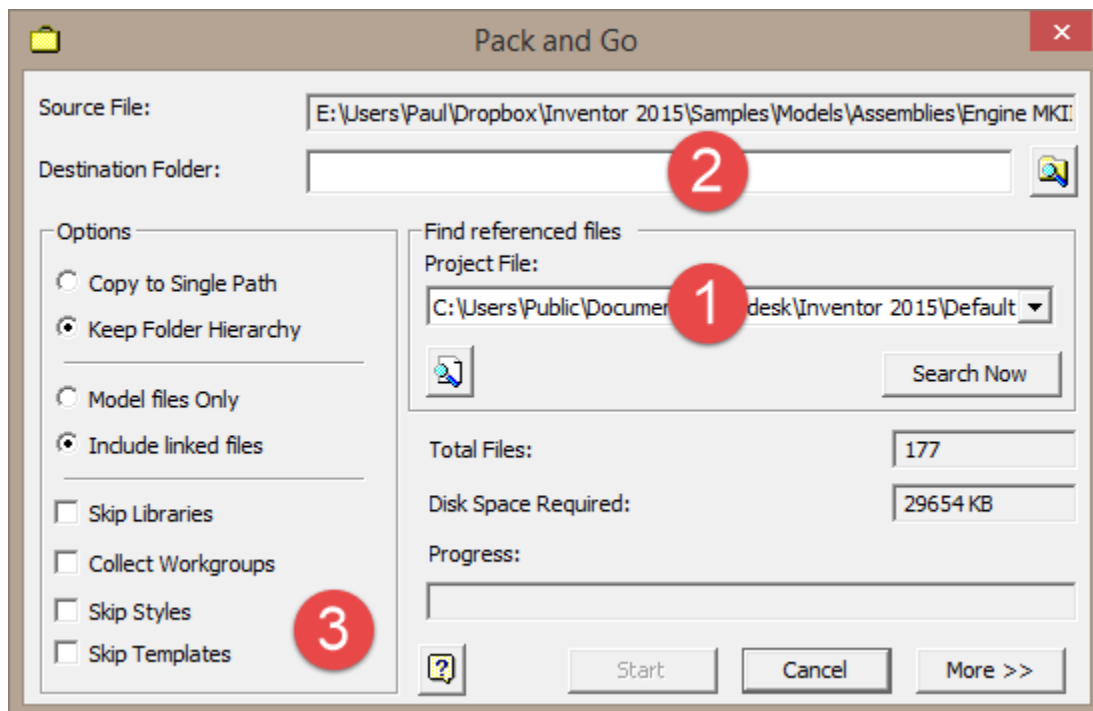 Pack and Go
Source File:
E:\Users\Paul\Dropbox\Inventor 2015\Samples\Models\Assemblies\Engine MKI
Destination Folder:
2
Options
Copy to Single Path
Keep Folder Hierarchy
Model files Only
Include linked files
Skip Libraries
Collect Workgroups
Skip Styles
Skip Templates
3
Find referenced files
Project File:
C:\Users\Public\Documen desk\Inventor 2015\Default
1
Search Now
Total Files:
177
Disk Space Required:
29654 KB
Progress:
Start
Cancel
More >>